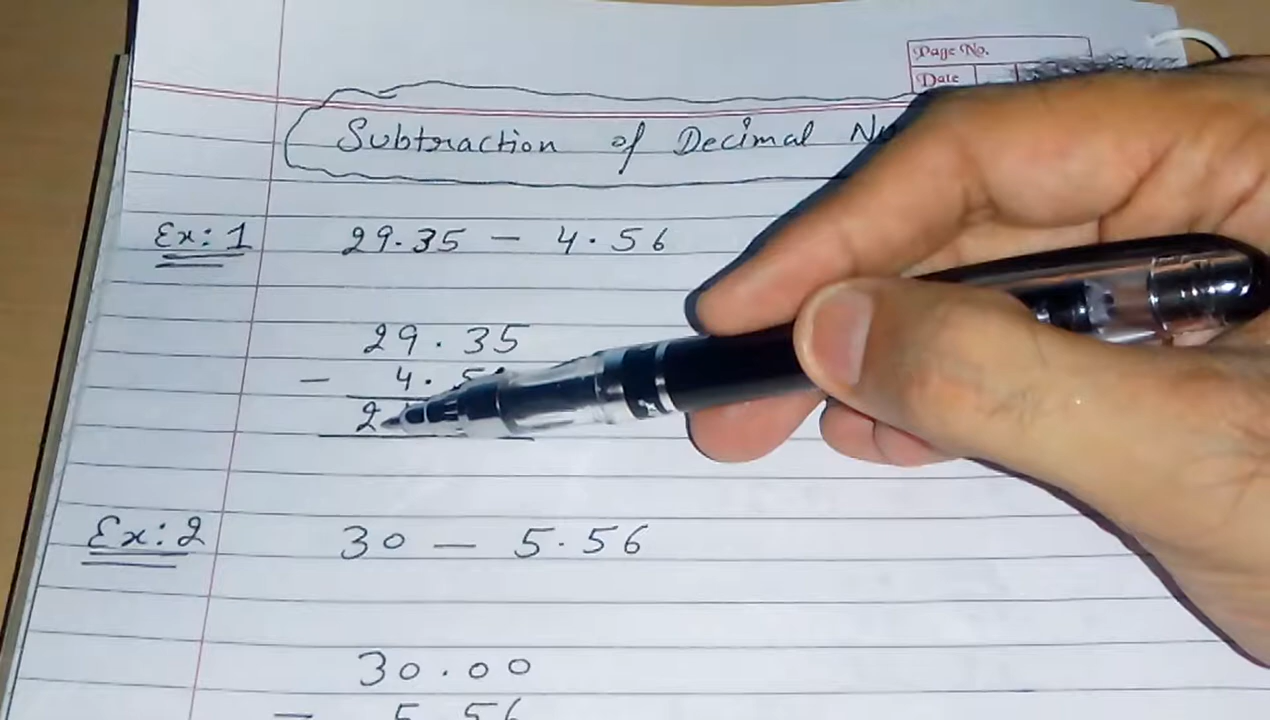 Page No.
Date
Subtraction of Decimal
Ex: 1 29.35 - 4.56
29.35
- 4.5
2
Ex: 2 30 - 5.56
30.00
- 5 56